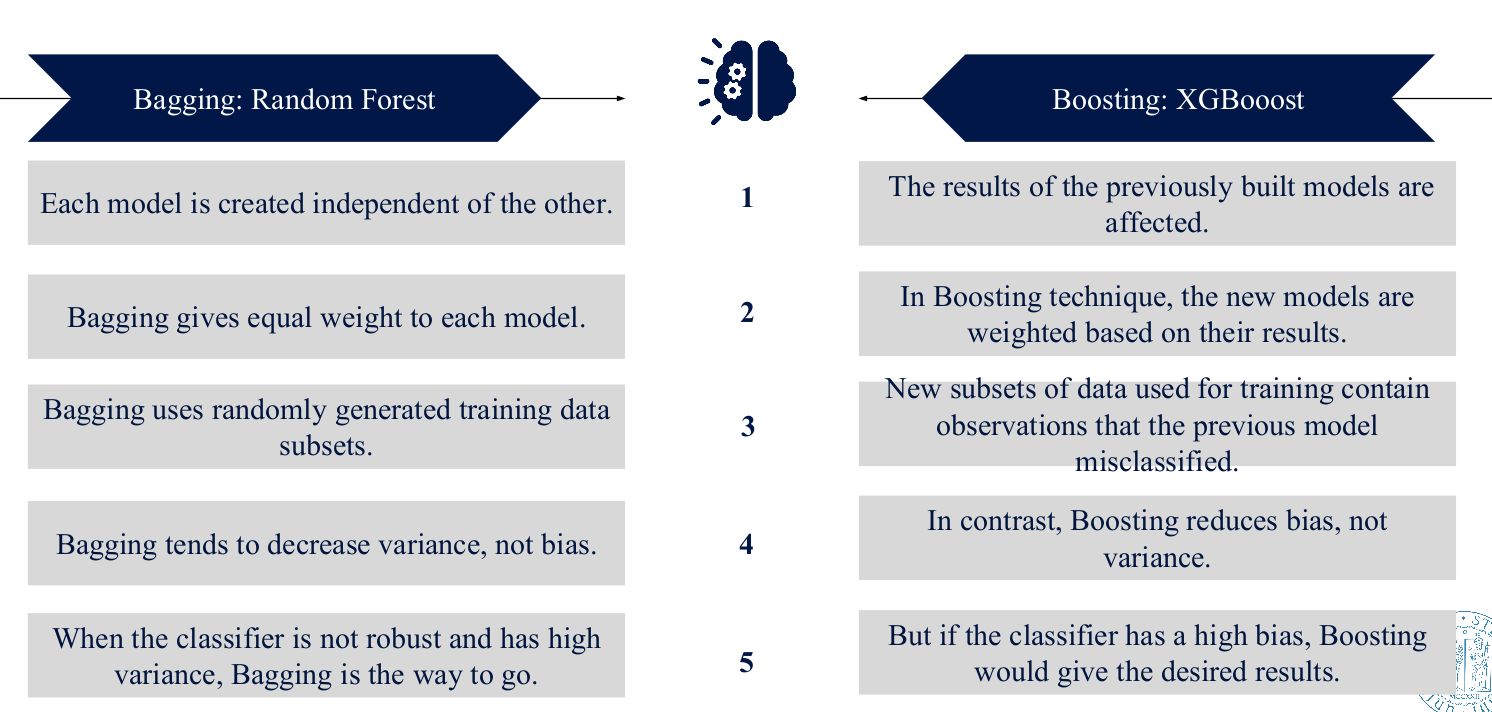 Bagging: Random Forest
Boosting: XGBooost
Each model is created independent of the other.
1
The results of the previously built models are
affected.
Bagging gives equal weight to each model.
2
In Boosting technique, the new models are
weighted based on their results.
Bagging uses randomly generated training data
subsets.
3
New subsets of data used for training contain
observations that the previous model
misclassified.
Bagging tends to decrease variance, not bias.
4
In contrast, Boosting reduces bias, not
variance.
When the classifier is not robust and has high
variance, Bagging is the way to go.
5
But if the classifier has a high bias, Boosting
would give the desired results.